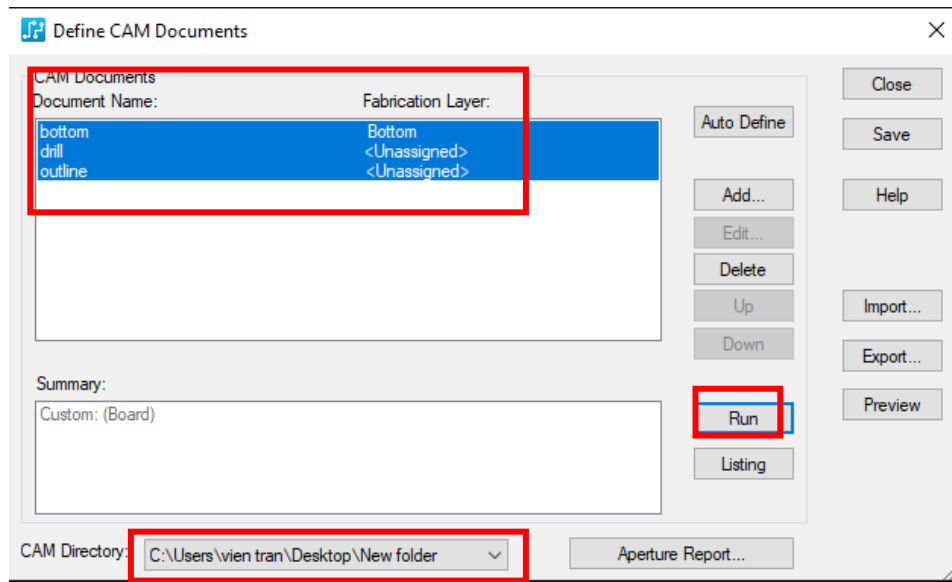 Define CAM Documents
CAM Documents
Document Name: Fabrication Layer:
bottom Bottom
drill <Unassigned>
outline <Unassigned>
Auto Define
Add...
Edit...
Delete
Up
Down
Close
Save
Help
Import...
Export...
Preview
Summary:
Custom: (Board)
Run
Listing
CAM Directory: C:\Users\vien tran\Desktop\New folder
Aperture Report...